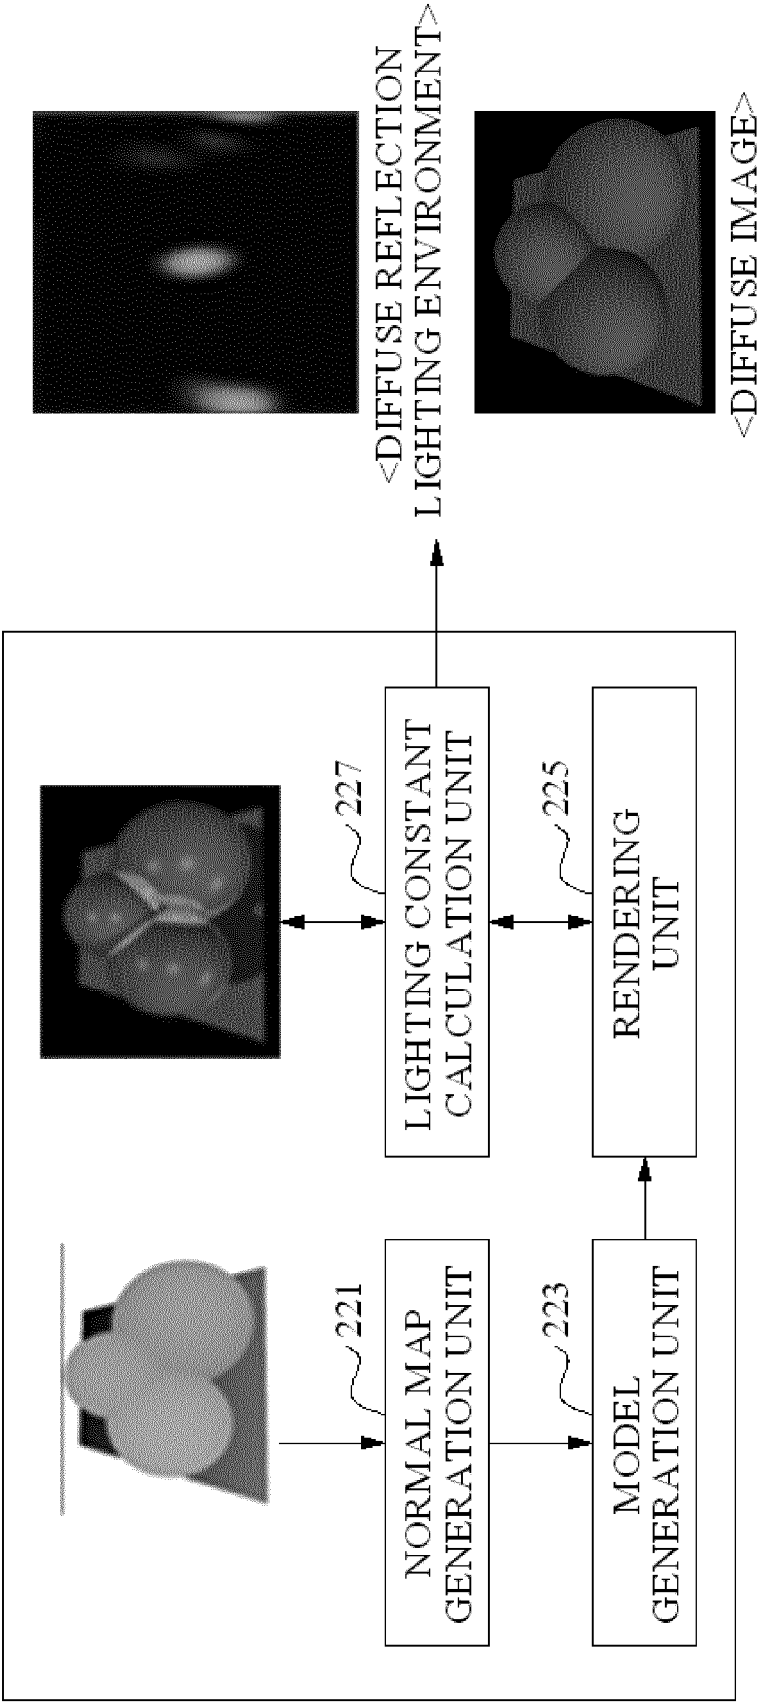 221
NORMAL MAP
GENERATION UNIT
223
MODEL
GENERATION UNIT
227
LIGHTING CONSTANT
CALCULATION UNIT
225
RENDERING
UNIT
<DIFFUSE REFLECTION
LIGHTING ENVIRONMENT>
<DIFFUSE IMAGE>